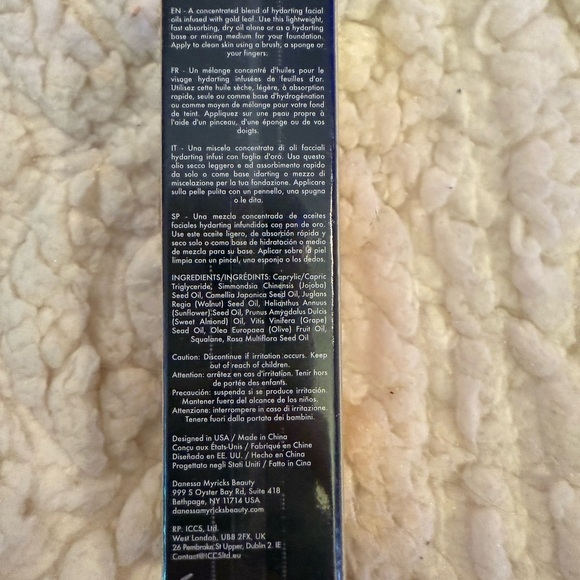 EN - A concentrated blend of hydarting facial
oils infused with gold leaf. Use this lightweight,
fast absorbing, dry oil alone or as a hydarting
base or mixing medium for your foundation.
Apply to clean skin using a brush, a sponge or
your fingers.
FR - Un mélange concentré d'huiles pour le
visage hydarting infusées de feuilles d'or.
Utilisez cette huile sèche, légère, à absorption
rapide, seule ou comme base d'hydrogénation
ou comme moyen de mélange pour votre fond
de teint. Appliquez sur une peau propre à
l'aide d'un pinceau, d'une éponge ou de vos
doigts.
IT - Una miscela concentrata di oli facciali
hydarting infusi con foglia d'oro. Usa questo
olio secco leggero e ad assorbimento rapido
da solo o come base idarting o mezzo di
miscelazione per la tua fondazione. Applicare
sulla pelle pulita con un pennello, una spugna
o le dita.
SP - Una mezcla concentrada de aceites
faciales hydarting infundidos con pan de oro.
Use este aceite ligero, de absorción rápida y
seco solo o como base de hidratación o medio
de mezcla para su base. Aplicar sobre la piel
limpia con un pincel, una esponja o los dedos.
INGREDIENTS/INGRÉDINTS: Caprylic/Capric
Triglyceride, Simmondsia Chinensis (Jojoba)
Seed Oil, Camellia Japonica Seed Oil, Juglans
Regia (Walnut) Seed Oil, Helianthus Annuus
(Sunflower) Seed Oil, Prunus Amygdalus Dulcis
(Sweet Almond) Oil, Vitis Vinifera (Grape)
Seed Oil, Olea Europaea (Olive) Fruit Oil,
Squalane, Rosa Multiflora Seed Oil
Caution: Discontinue if irritation occurs. Keep
out of reach of children.
Attention: arrêtez en cas d'irritation. Tenir hors
de portée des enfants.
Precaución: suspenda si se produce irritación.
Mantener fuera del alcance de los niños.
Attenzione: interrompere in caso di irritazione.
Tenere fuori dalla portata dei bambini.
Designed in USA / Made in China
Conçu aux États-Unis / Fabriqué en Chine
Diseñado en EE. UU. / Hecho en China
Progettato negli Stati Uniti / Fatto in Cina
Danessa Myricks Beauty
999 S Oyster Bay Rd, Suite 418
Bethpage, NY 11714 USA
danessamyricksbeauty.com
RP: ICC5, Ltd.
West London, UB8 2FX, UK
26 Pembroke St Upper, Dublin 2. IE
Contact@ICC5ltd.eu